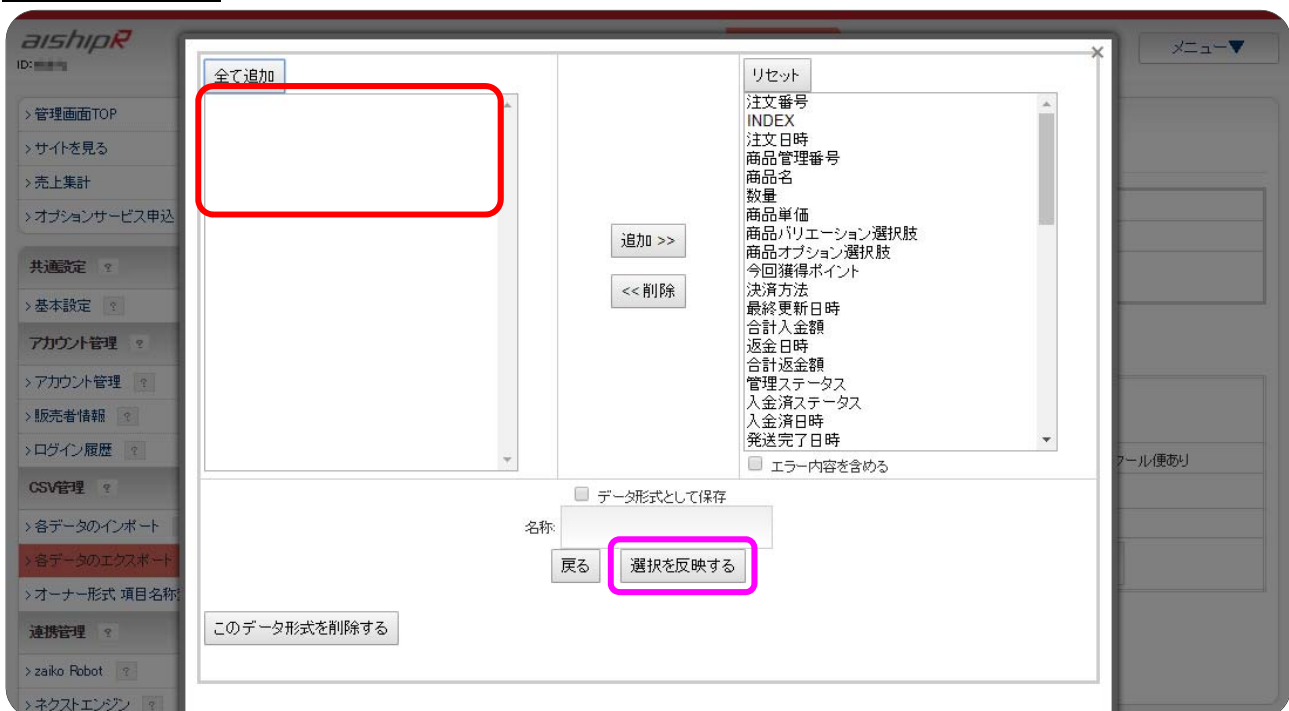 aishipR
ID:
メニュー▼
> 管理画面TOP
> サイトを見る
> 売上集計
> オプションサービス申込
共通設定 ?
> 基本設定 ?
アカウント管理 ?
> アカウント管理 ?
> 販売者情報 ?
> ログイン履歴 ?
CSV管理 ?
> 各データのインポート
> 各データのエクスポート
> オーナー形式 項目名称
連携管理 ?
> zaiko Robot ?
> ネクストエンジン ?
×
全て追加
追加 >>
<< 削除
リセット
注文番号
INDEX
注文日時
商品管理番号
商品名
数量
商品単価
商品バリエーション選択肢
商品オプション選択肢
今回獲得ポイント
決済方法
最終更新日時
合計入金額
返金日時
合計返金額
管理ステータス
入金済ステータス
入金済日時
発送完了日時
エラー内容を含める
データ形式として保存
名称:
戻る
選択を反映する
このデータ形式を削除する
クール便あり